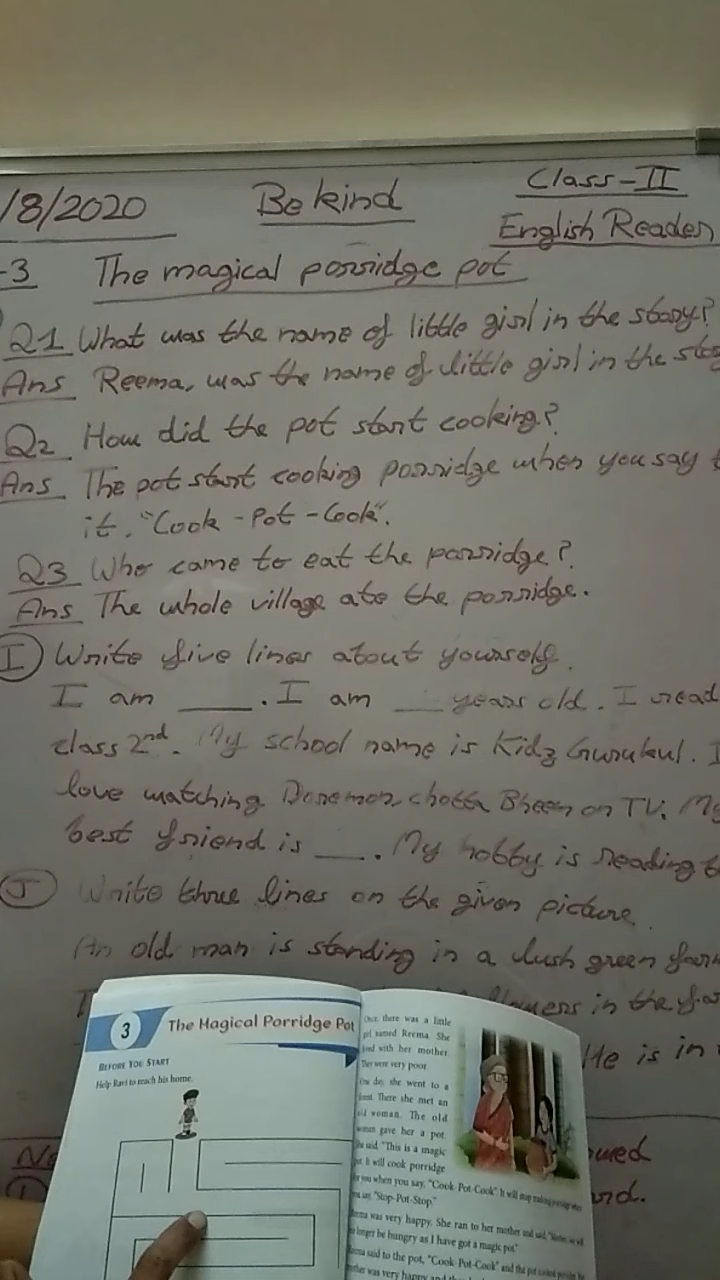 /8/2020 Be kind Class-II
English Reader
-3 The magical porridge pot
Q1 What was the name of little girl in the story?
Ans Reema, was the name of little girl in the
Q2 How did the pot start cooking?
Ans The pot start cooking porridge when you say
it. "Cook-Pot-Cook".
Q3 Who came to eat the porridge?
Ans The whole village ate the porridge.
I Write five lines about yourself.
I am ____. I am ___ years old. I read
class 2nd. My school name is Kidz Gurukul. I
love watching Doremon, chotta Bheem on TV. My
best friend is ___. My hobby is reading
J Write three lines on the given picture.
An old man is standing in a lush green
flowers in the
He is in
3 The Magical Porridge Pot
BEFORE YOU START
Help Ravi to reach his home.
Once there was a little
girl named Reema. She
lived with her mother.
They were very poor.
One day, she went to a
forest. There she met an
old woman. The old
woman gave her a pot.
She said, "This is a magic
pot. It will cook porridge
for you when you say, "Cook-Pot-Cook". It will stop
you say, "Stop-Pot-Stop."
Reema was very happy. She ran to her mother and said,
no longer be hungry as I have got a magic pot"
Reema said to the pot, "Cook-Pot-Cook" and the pot
mother was very happy and